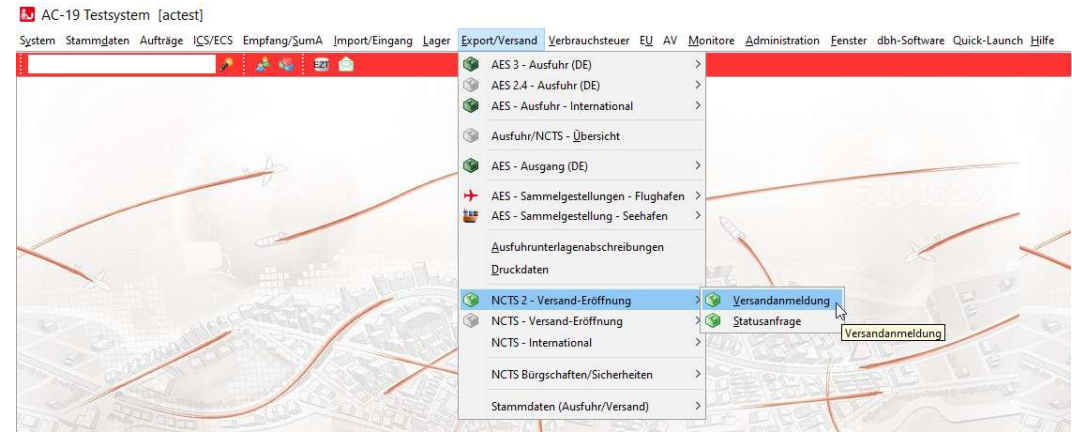 AC-19 Testsystem [actest]
System Stammdaten Aufträge ICS/ECS Empfang/SumA Import/Eingang Lager Export/Versand Verbrauchsteuer EU AV Monitore Administration Fenster dbh-Software Quick-Launch Hilfe
EZT
AES 3 - Ausfuhr (DE)
AES 2.4 - Ausfuhr (DE)
AES - Ausfuhr - International
Ausfuhr/NCTS - Übersicht
AES - Ausgang (DE)
AES - Sammelgestellungen - Flughafen
AES - Sammelgestellung - Seehafen
Ausfuhrunterlagenabschreibungen
Druckdaten
NCTS 2 - Versand-Eröffnung
Versandanmeldung
NCTS - Versand-Eröffnung
Statusanfrage
Versandanmeldung
NCTS - International
NCTS Bürgschaften/Sicherheiten
Stammdaten (Ausfuhr/Versand)